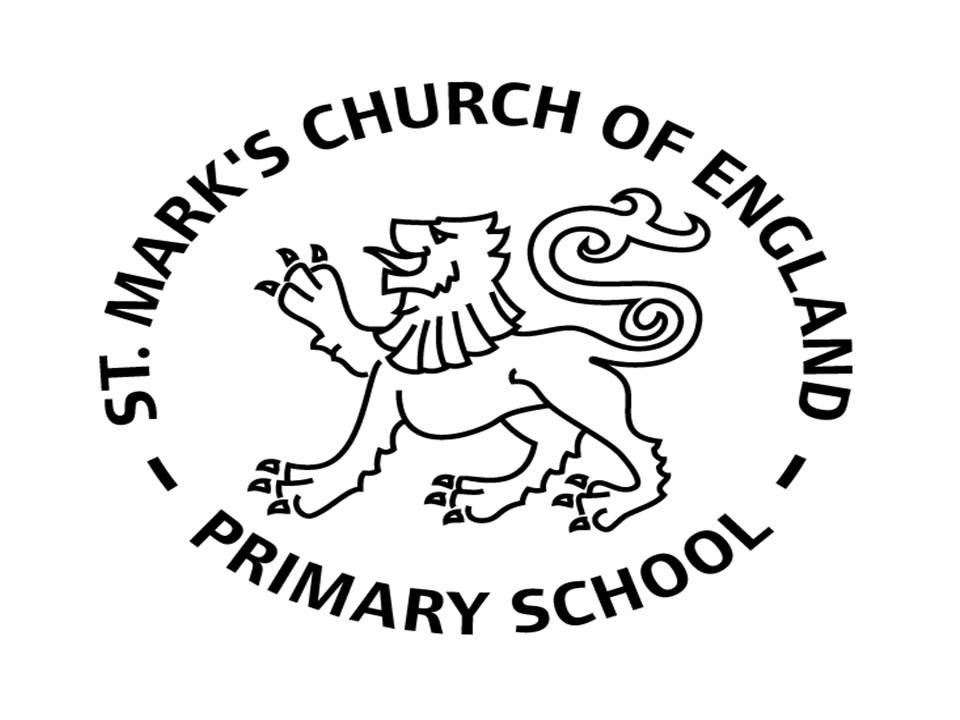 ST. MARK'S CHURCH OF ENGLAND
- PRIMARY SCHOOL -